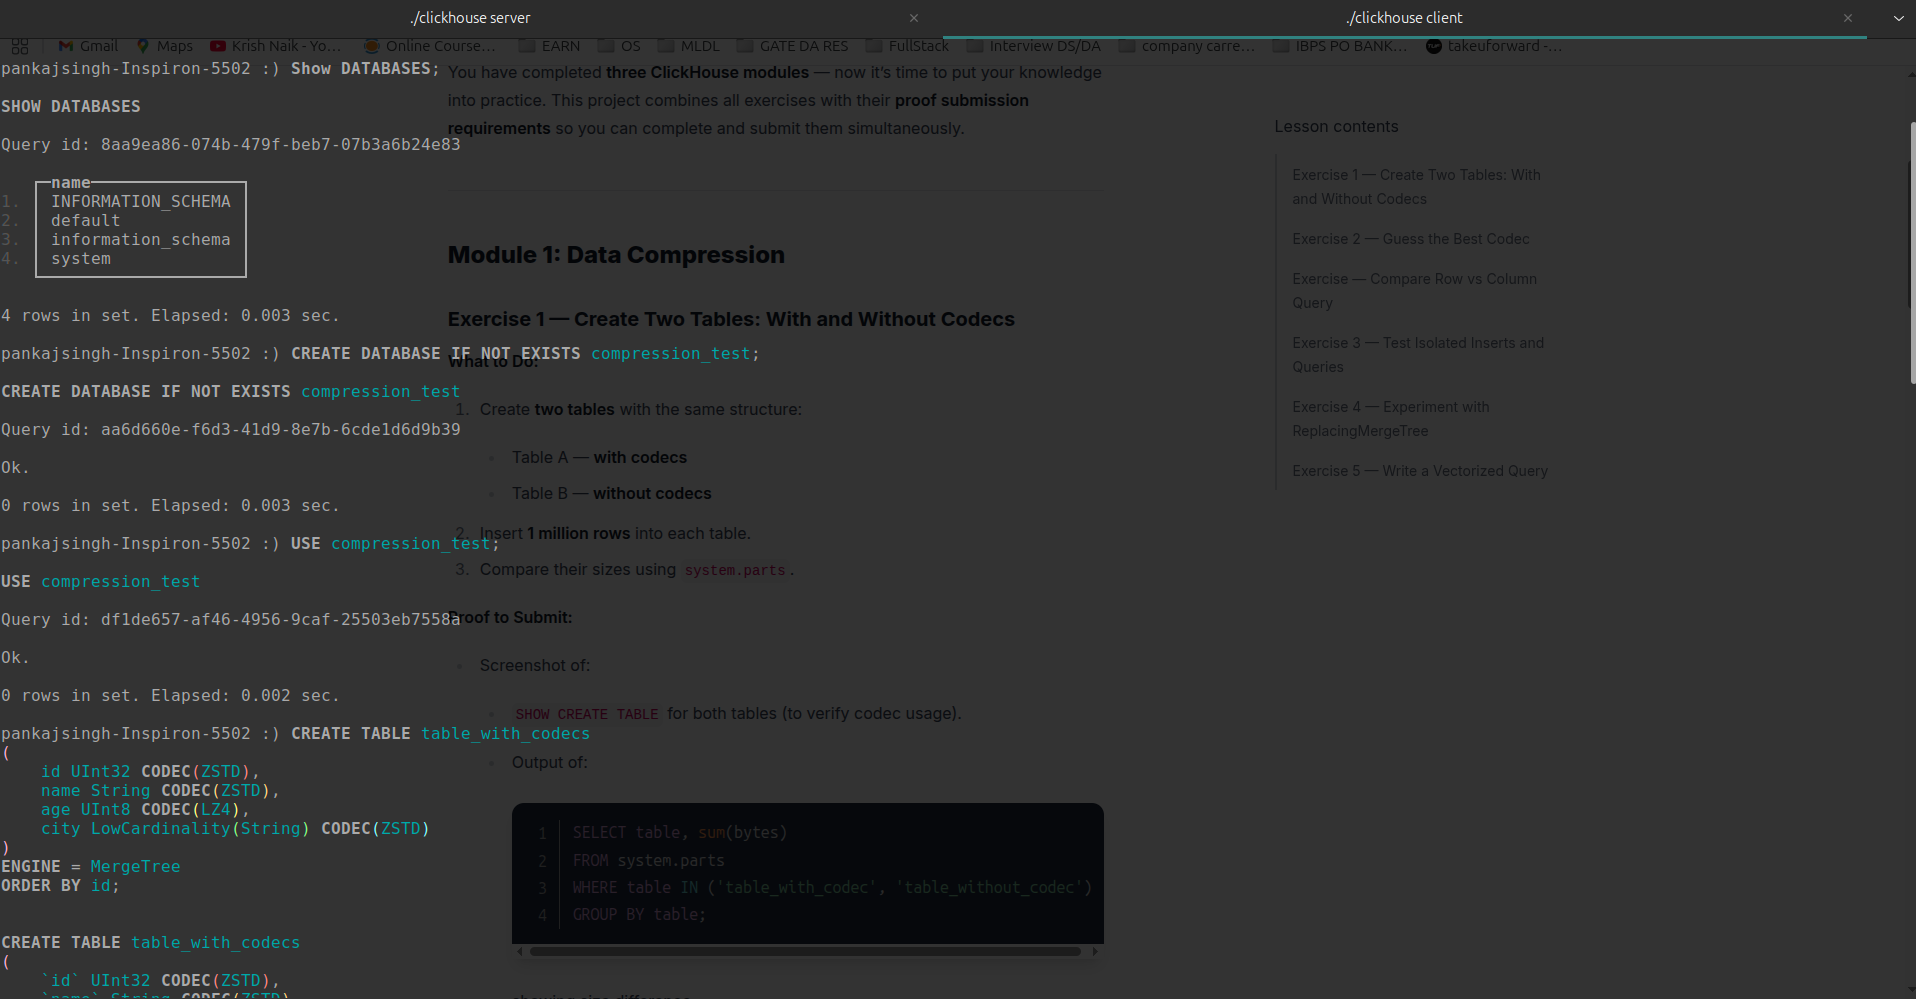 ./clickhouse server
./clickhouse client
Gmail Maps Krish Naik - Yo... Online Course... EARN OS MLDL GATE DA RES FullStack Interview DS/DA company carre... IBPS PO BANK... takeuforward -...
pankajsingh-Inspiron-5502 :) Show DATABASES;
SHOW DATABASES
Query id: 8aa9ea86-074b-479f-beb7-07b3a6b24e83
name
1. INFORMATION_SCHEMA
2. default
3. information_schema
4. system
4 rows in set. Elapsed: 0.003 sec.
pankajsingh-Inspiron-5502 :) CREATE DATABASE IF NOT EXISTS compression_test;
CREATE DATABASE IF NOT EXISTS compression_test
Query id: aa6d660e-f6d3-41d9-8e7b-6cde1d6d9b39
Ok.
0 rows in set. Elapsed: 0.003 sec.
pankajsingh-Inspiron-5502 :) USE compression_test;
USE compression_test
Query id: df1de657-af46-4956-9caf-25503eb7558a
Ok.
0 rows in set. Elapsed: 0.002 sec.
pankajsingh-Inspiron-5502 :) CREATE TABLE table_with_codecs
(
id UInt32 CODEC(ZSTD),
name String CODEC(ZSTD),
age UInt8 CODEC(LZ4),
city LowCardinality(String) CODEC(ZSTD)
)
ENGINE = MergeTree
ORDER BY id;
CREATE TABLE table_with_codecs
(
`id` UInt32 CODEC(ZSTD),
`name` String CODEC(ZSTD),
You have completed three ClickHouse modules — now it's time to put your knowledge
into practice. This project combines all exercises with their proof submission
requirements so you can complete and submit them simultaneously.
Module 1: Data Compression
Exercise 1 — Create Two Tables: With and Without Codecs
What to Do:
1. Create two tables with the same structure:
Table A — with codecs
Table B — without codecs
2. Insert 1 million rows into each table.
3. Compare their sizes using system.parts.
Proof to Submit:
Screenshot of:
SHOW CREATE TABLE for both tables (to verify codec usage).
Output of:
1 SELECT table, sum(bytes)
2 FROM system.parts
3 WHERE table IN ('table_with_codec', 'table_without_codec')
4 GROUP BY table;
showing size difference
Lesson contents
Exercise 1 — Create Two Tables: With
and Without Codecs
Exercise 2 — Guess the Best Codec
Exercise — Compare Row vs Column
Query
Exercise 3 — Test Isolated Inserts and
Queries
Exercise 4 — Experiment with
ReplacingMergeTree
Exercise 5 — Write a Vectorized Query